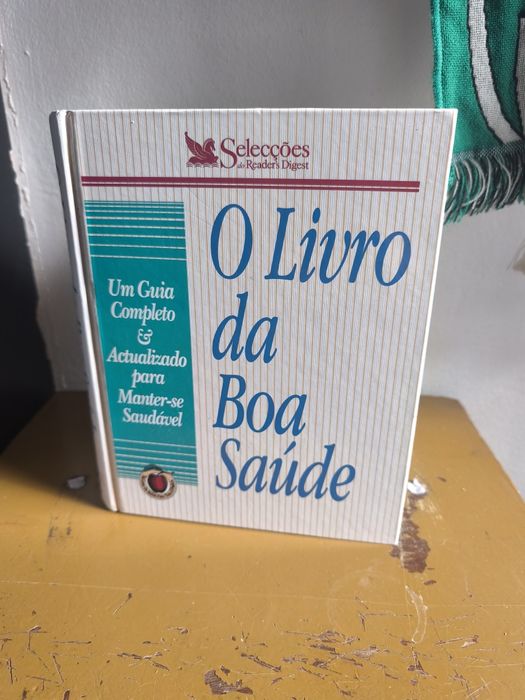 Selecções
do Reader's Digest
O Livro
da
Boa
Saúde
Um Guia
Completo
&
Actualizado
para
Manter-se
Saudável